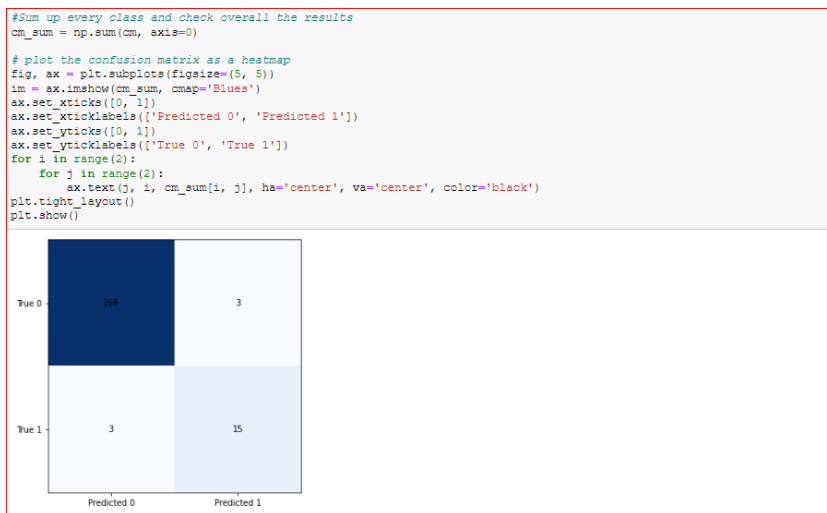 #Sum up every class and check overall the results
cm_sum = np.sum(cm, axis=0)

# plot the confusion matrix as a heatmap
fig, ax = plt.subplots(figsize=(5, 5))
im = ax.imshow(cm_sum, cmap='Blues')
ax.set_xticks([0, 1])
ax.set_xticklabels(['Predicted 0', 'Predicted 1'])
ax.set_yticks([0, 1])
ax.set_yticklabels(['True 0', 'True 1'])
for i in range(2):
    for j in range(2):
        ax.text(j, i, cm_sum[i, j], ha='center', va='center', color='black')
plt.tight_layout()
plt.show()
True 0 159 3
True 1 3 15
Predicted 0 Predicted 1